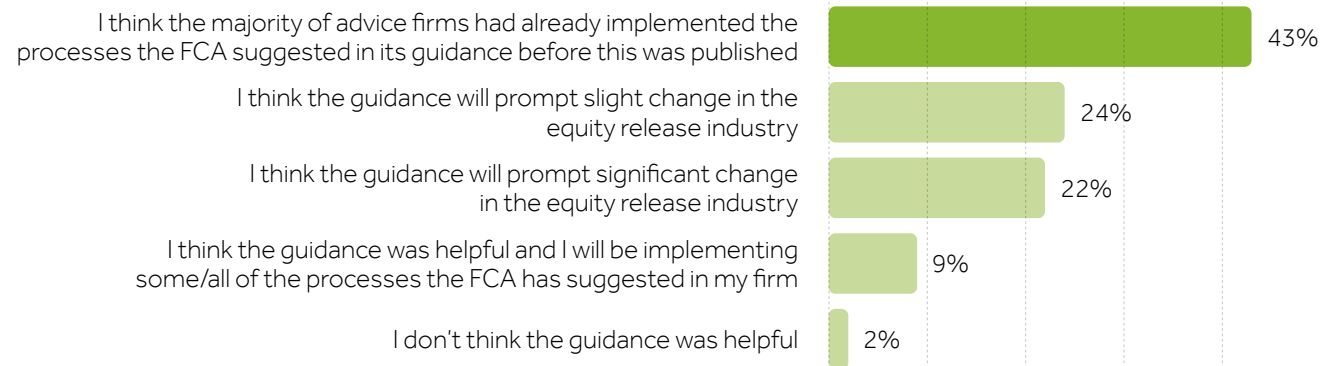 I think the majority of advice firms had already implemented the
processes the FCA suggested in its guidance before this was published
43%
I think the guidance will prompt slight change in the
equity release industry
24%
I think the guidance will prompt significant change
in the equity release industry
22%
I think the guidance was helpful and I will be implementing
some/all of the processes the FCA has suggested in my firm
9%
I don't think the guidance was helpful
2%